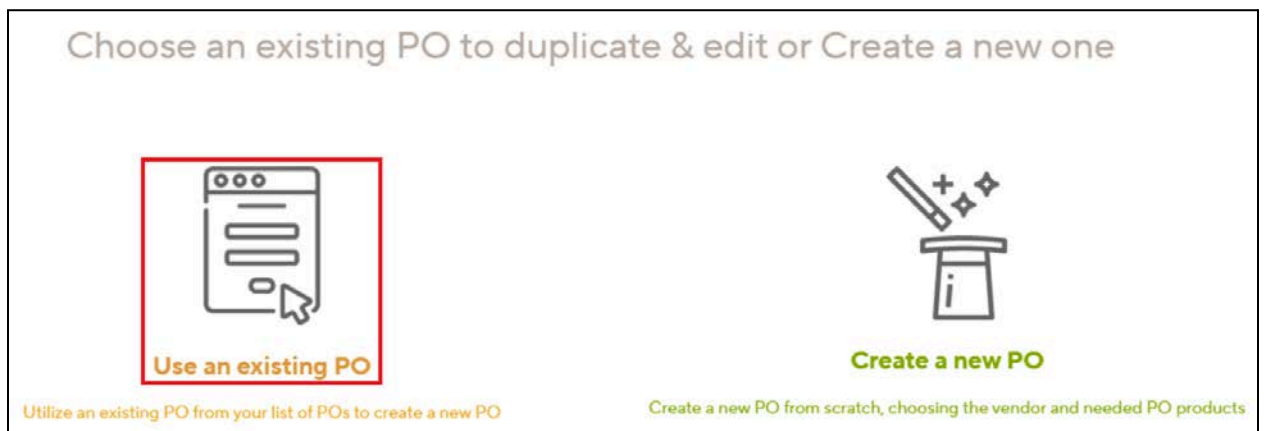 Choose an existing PO to duplicate & edit or Create a new one
Use an existing PO
Create a new PO
Utilize an existing PO from your list of POs to create a new PO
Create a new PO from scratch, choosing the vendor and needed PO products